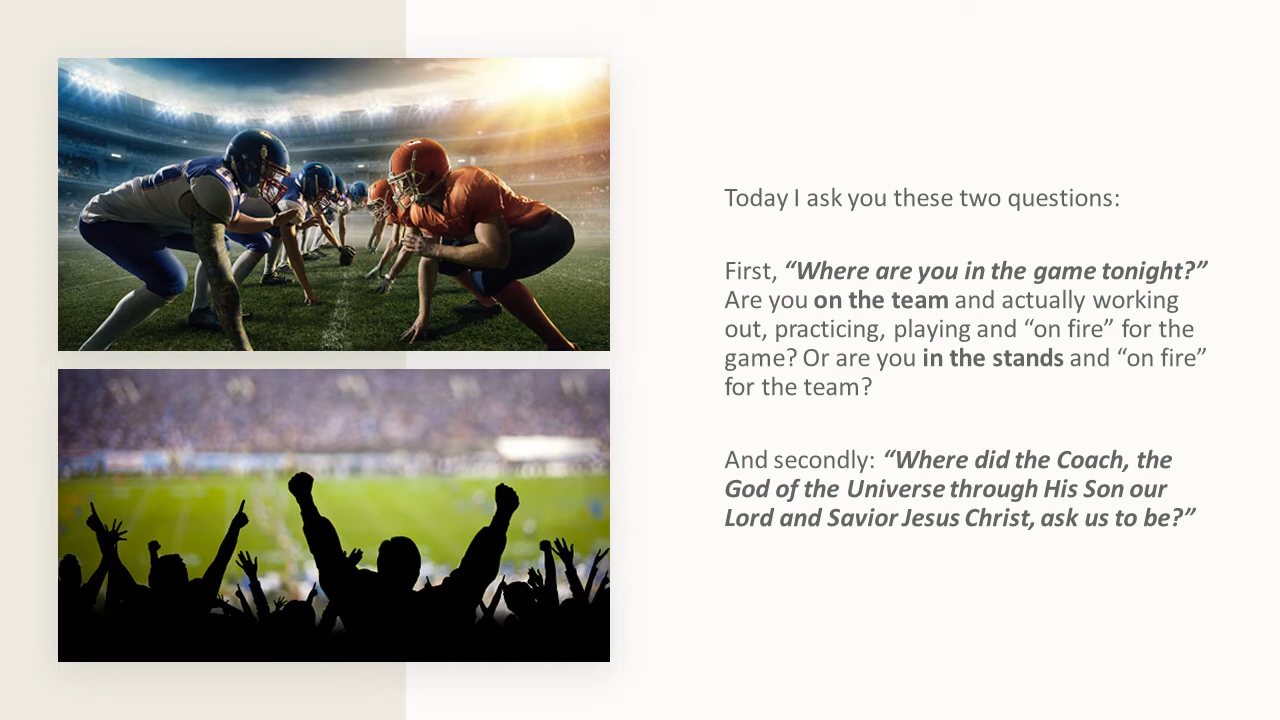 Today I ask you these two questions:
First, “Where are you in the game tonight?”
Are you on the team and actually working
out, practicing, playing and “on fire” for the
game? Or are you in the stands and “on fire”
for the team?
And secondly: “Where did the Coach, the
God of the Universe through His Son our
Lord and Savior Jesus Christ, ask us to be?”